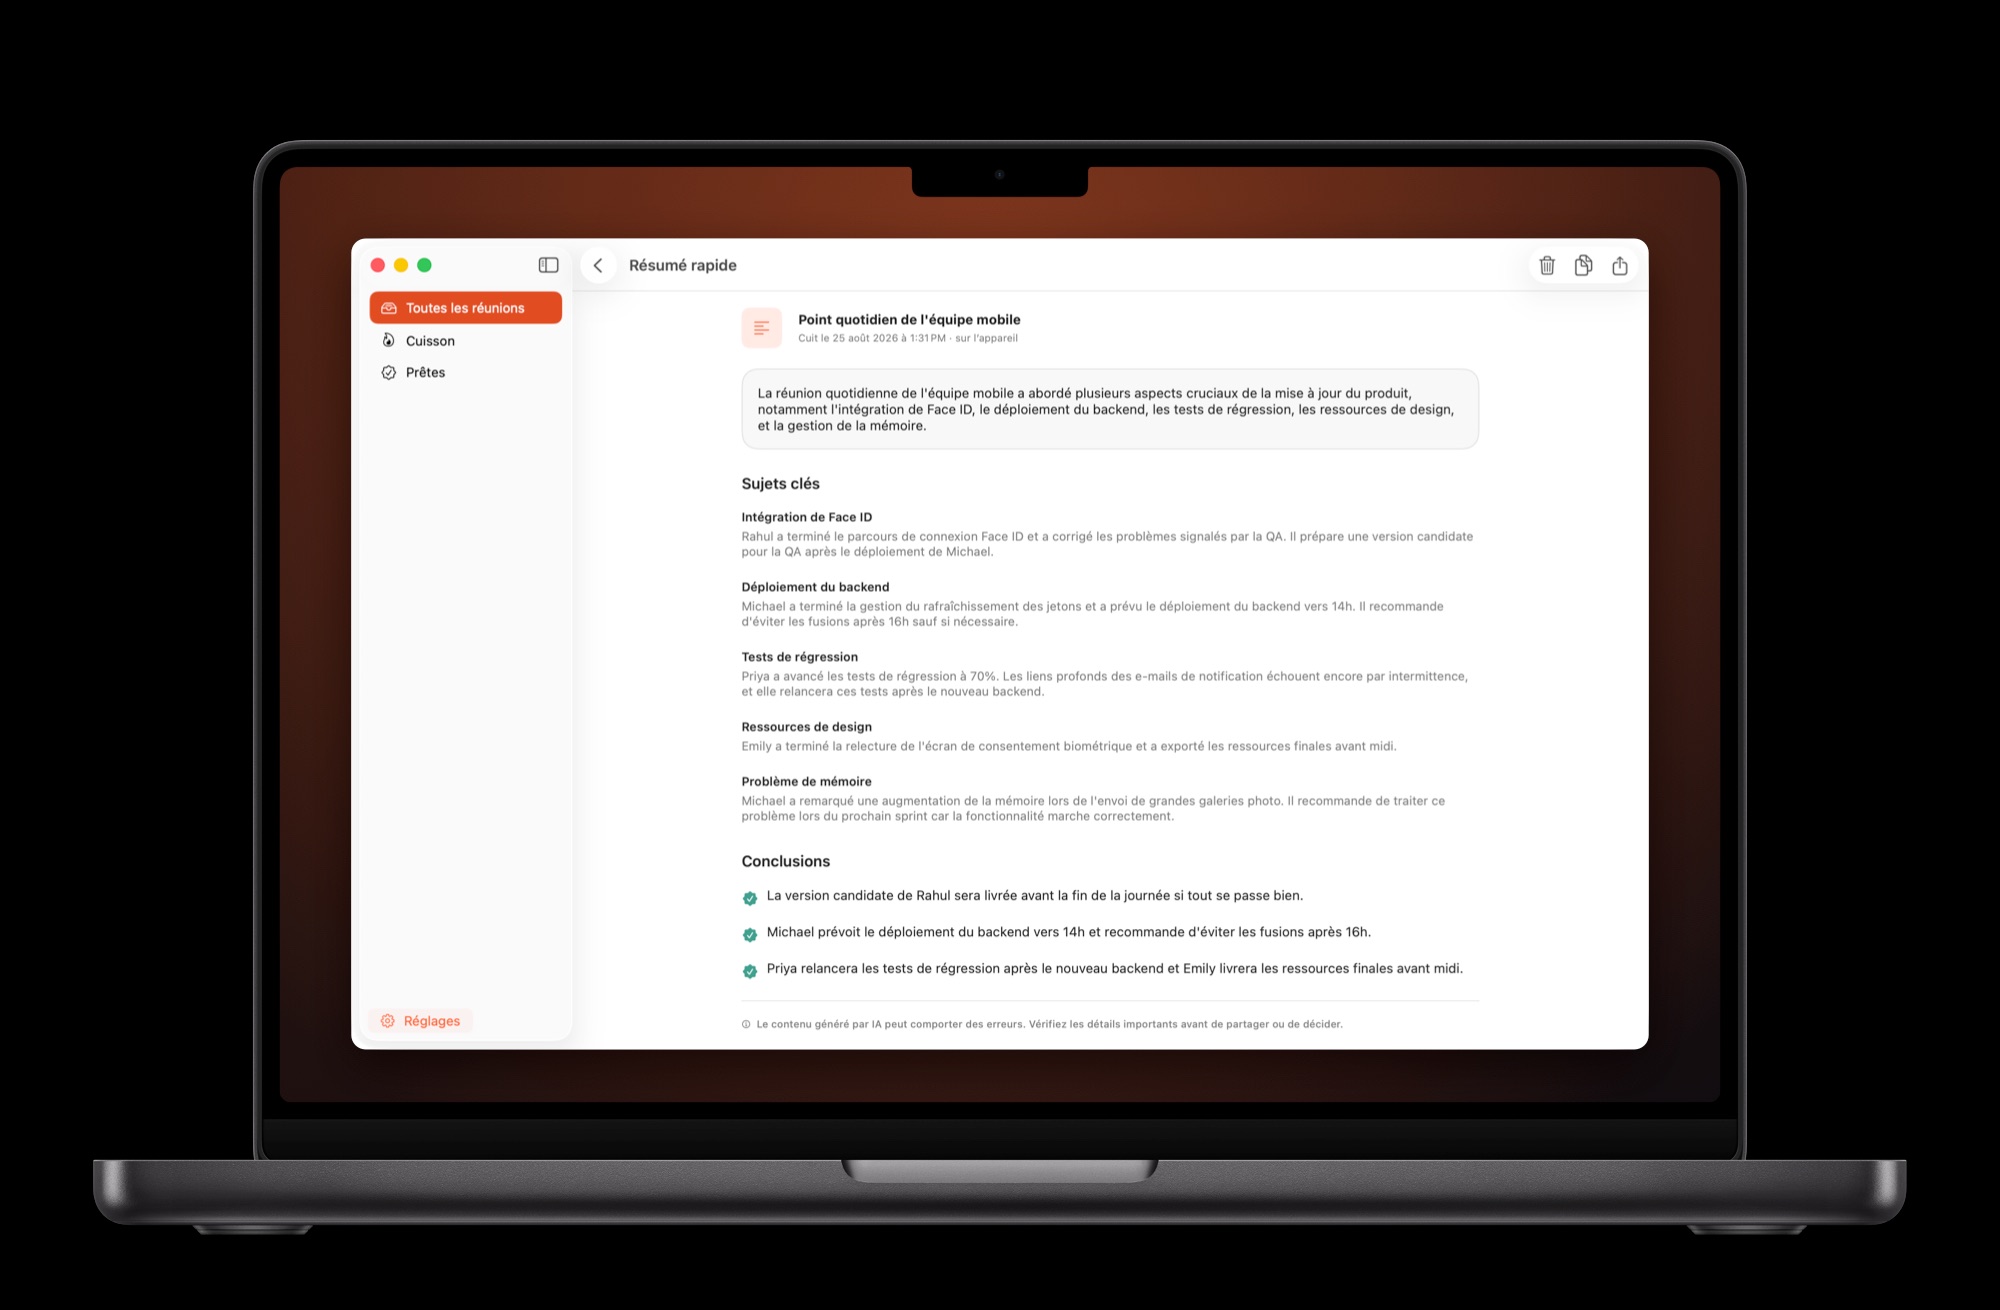 Résumé rapide
Toutes les réunions
Cuisson
Prêtes
Réglages
Point quotidien de l'équipe mobile
Cuit le 25 août 2026 à 1:31 PM · sur l'appareil
La réunion quotidienne de l'équipe mobile a abordé plusieurs aspects cruciaux de la mise à jour du produit,
notamment l'intégration de Face ID, le déploiement du backend, les tests de régression, les ressources de design,
et la gestion de la mémoire.
Sujets clés
Intégration de Face ID
Rahul a terminé le parcours de connexion Face ID et a corrigé les problèmes signalés par la QA. Il prépare une version candidate
pour la QA après le déploiement de Michael.
Déploiement du backend
Michael a terminé la gestion du rafraîchissement des jetons et a prévu le déploiement du backend vers 14h. Il recommande
d'éviter les fusions après 16h sauf si nécessaire.
Tests de régression
Priya a avancé les tests de régression à 70%. Les liens profonds des e-mails de notification échouent encore par intermittence,
et elle relancera ces tests après le nouveau backend.
Ressources de design
Emily a terminé la relecture de l'écran de consentement biométrique et a exporté les ressources finales avant midi.
Problème de mémoire
Michael a remarqué une augmentation de la mémoire lors de l'envoi de grandes galeries photo. Il recommande de traiter ce
problème lors du prochain sprint car la fonctionnalité marche correctement.
Conclusions
La version candidate de Rahul sera livrée avant la fin de la journée si tout se passe bien.
Michael prévoit le déploiement du backend vers 14h et recommande d'éviter les fusions après 16h.
Priya relancera les tests de régression après le nouveau backend et Emily livrera les ressources finales avant midi.
Le contenu généré par IA peut comporter des erreurs. Vérifiez les détails importants avant de partager ou de décider.